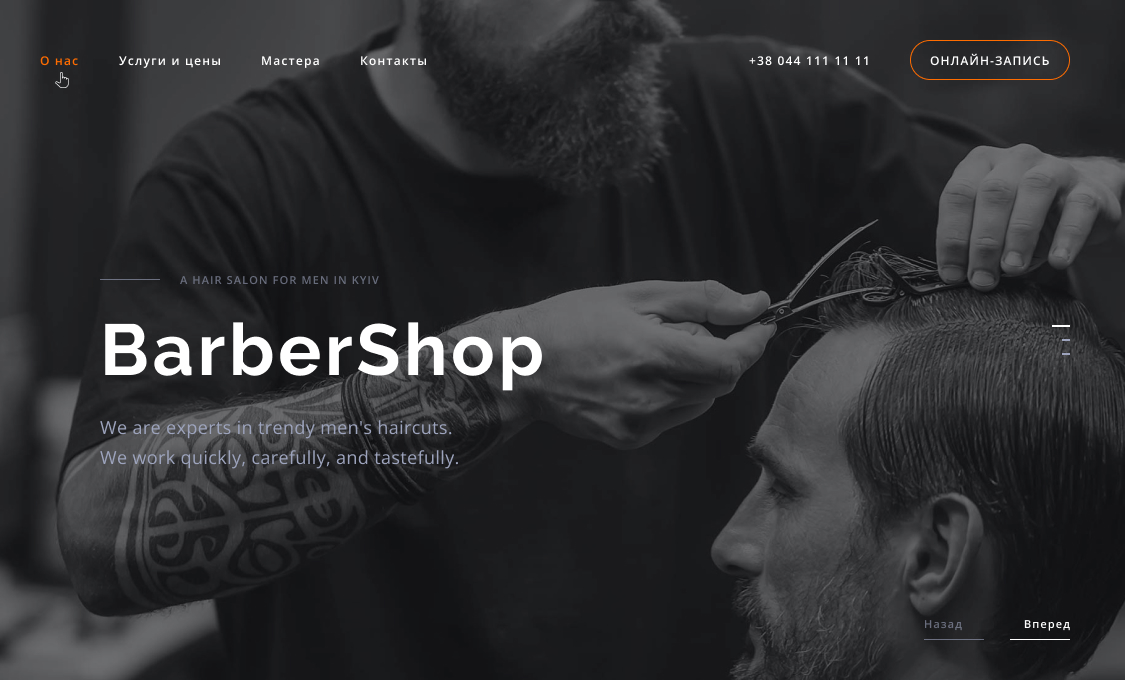 О нас
Услуги и цены
Мастера
Контакты
+38 044 111 11 11
ОНЛАЙН-ЗАПИСЬ
A HAIR SALON FOR MEN IN KYIV
BarberShop
We are experts in trendy men's haircuts.
We work quickly, carefully, and tastefully.
Назад
Вперед